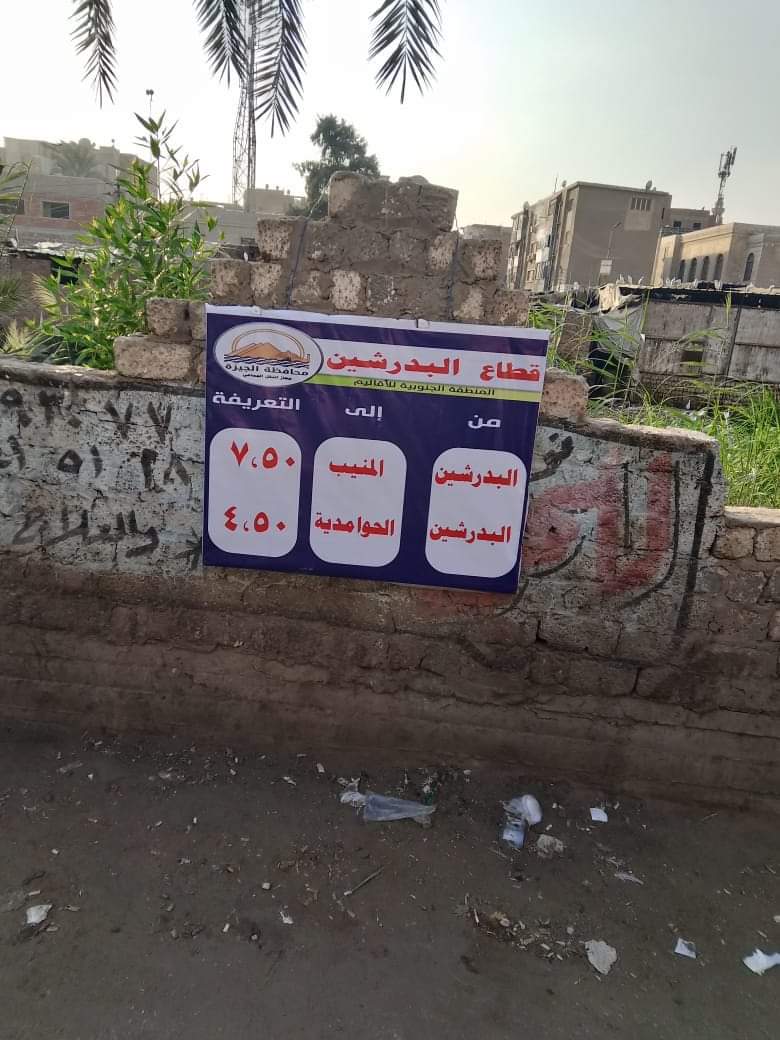 قطاع البدرشين
المنطقة الجنوبية للأقاليم
محافظة الجيزة
من إلى التعريفة
البدرشين المنيب ٧،٥٠
البدرشين الحوامدية ٤،٥٠